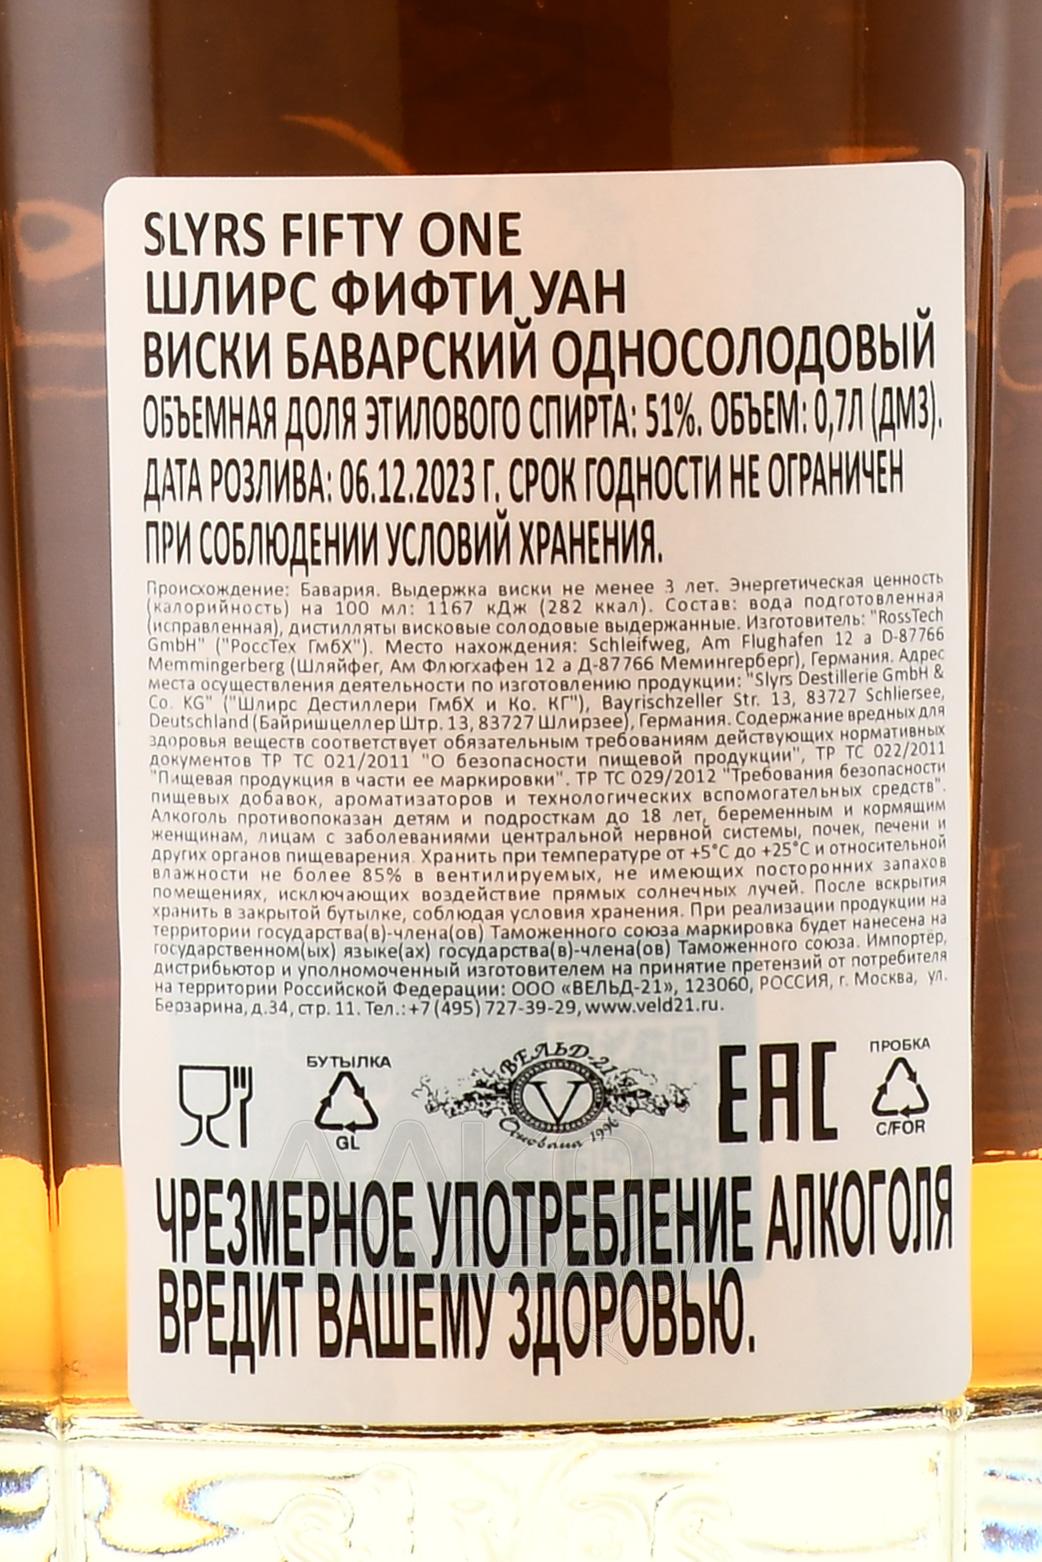 SLYRS FIFTY ONE
ШЛИРС ФИФТИ УАН
ВИСКИ БАВАРСКИЙ ОДНОСОЛОДОВЫЙ
ОБЪЕМНАЯ ДОЛЯ ЭТИЛОВОГО СПИРТА: 51%. ОБЪЕМ: 0,7Л (ДМ3).
ДАТА РОЗЛИВА: 06.12.2023 Г. СРОК ГОДНОСТИ НЕ ОГРАНИЧЕН
ПРИ СОБЛЮДЕНИИ УСЛОВИЙ ХРАНЕНИЯ.
Происхождение: Бавария. Выдержка виски не менее 3 лет. Энергетическая ценность
(калорийность) на 100 мл: 1167 кДж (282 ккал). Состав: вода подготовленная
(исправленная), дистилляты висковые солодовые выдержанные. Изготовитель: "RossTech
GmbH" ("РоссТех ГмбХ"). Место нахождения: Schleifweg, Am Flughafen 12 a D-87766
Memmingerberg (Шляйфег, Ам Флюгхафен 12 а Д-87766 Мемингерберг), Германия. Адрес
места осуществления деятельности по изготовлению продукции: "Slyrs Destillerie GmbH &
Co. KG" ("Шлирс Дестиллери ГмбХ и Ко. КГ"), Bayrischzeller Str. 13, 83727 Schliersee,
Deutschland (Байришцеллер Штр. 13, 83727 Шлирзее), Германия. Содержание вредных для
здоровья веществ соответствует обязательным требованиям действующих нормативных
документов ТР ТС 021/2011 "О безопасности пищевой продукции", ТР ТС 022/2011
"Пищевая продукция в части ее маркировки". ТР ТС 029/2012 "Требования безопасности
пищевых добавок, ароматизаторов и технологических вспомогательных средств".
Алкоголь противопоказан детям и подросткам до 18 лет, беременным и кормящим
женщинам, лицам с заболеваниями центральной нервной системы, почек, печени и
других органов пищеварения. Хранить при температуре от +5°С до +25°С и относительной
влажности не более 85% в вентилируемых, не имеющих посторонних запахов
помещениях, исключающих воздействие прямых солнечных лучей. После вскрытия
хранить в закрытой бутылке, соблюдая условия хранения. При реализации продукции на
территории государства(в)-члена(ов) Таможенного союза маркировка будет нанесена на
государственном(ых) языке(ах) государства(в)-члена(ов) Таможенного союза. Импортер,
дистрибьютор и уполномоченный изготовителем на принятие претензий от потребителя
на территории Российской Федерации: ООО «ВЕЛЬД-21», 123060, РОССИЯ, г. Москва, ул.
Берзарина, д.34, стр. 11. Тел.: +7 (495) 727-39-29, www.veld21.ru.
БУТЫЛКА
GL
ВЕЛЬД-21
V
Основана 1996
EAC
ПРОБКА
C/FOR
ЧРЕЗМЕРНОЕ УПОТРЕБЛЕНИЕ АЛКОГОЛЯ
ВРЕДИТ ВАШЕМУ ЗДОРОВЬЮ.